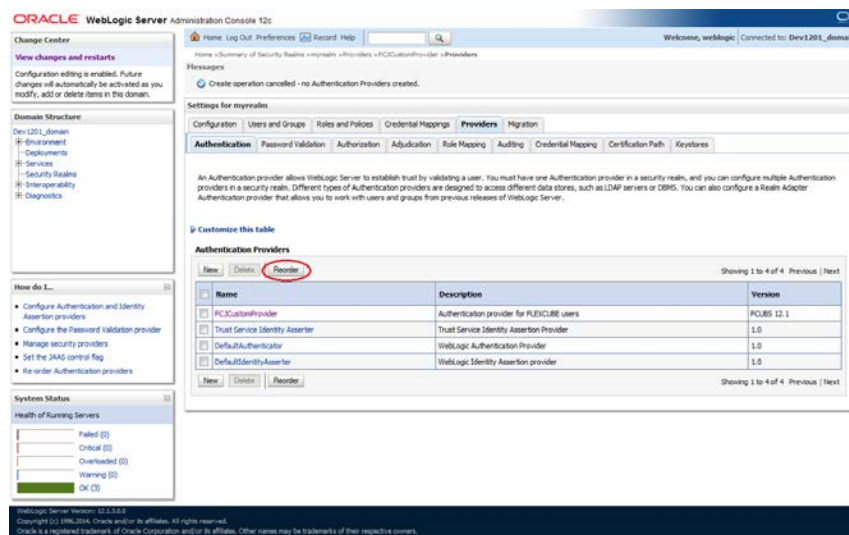 ORACLE WebLogic Server Administration Console 12c
Change Center
View changes and restarts
Configuration editing is enabled. Future
changes will automatically be activated as you
modify, add or delete items in this domain.
Domain Structure
Dev1201_domain
Environment
Deployments
Services
Security Realms
Interoperability
Diagnostics
How do I...
Configure Authentication and Identity
Assertion providers
Configure the Password Validation provider
Manage security providers
Set the JAAS control flag
Re-order Authentication providers
System Status
Health of Running Servers
Failed (0)
Critical (0)
Overloaded (0)
Warning (0)
OK (3)
Home Log Out Preferences Record Help
Welcome, weblogic Connected to: Dev1201_doma
Home >Summary of Security Realms >myrealm >Providers >FCJCustomProvider >Providers
Messages
Create operation cancelled - no Authentication Providers created.
Settings for myrealm
Configuration Users and Groups Roles and Policies Credential Mappings Providers Migration
Authentication Password Validation Authorization Adjudication Role Mapping Auditing Credential Mapping Certification Path Keystores
An Authentication provider allows WebLogic Server to establish trust by validating a user. You must have one Authentication provider in a security realm, and you can configure multiple Authentication
providers in a security realm. Different types of Authentication providers are designed to access different data stores, such as LDAP servers or DBMS. You can also configure a Realm Adapter
Authentication provider that allows you to work with users and groups from previous releases of WebLogic Server.
Customize this table
Authentication Providers
New Delete Reorder Showing 1 to 4 of 4 Previous | Next
Name Description Version
FCJCustomProvider Authentication provider for FLEXCUBE users FCUBS 12.1
Trust Service Identity Asserter Trust Service Identity Assertion Provider 1.0
DefaultAuthenticator WebLogic Authentication Provider 1.0
DefaultIdentityAsserter WebLogic Identity Assertion provider 1.0
New Delete Reorder Showing 1 to 4 of 4 Previous | Next
WebLogic Server Version: 12.1.3.0.0
Copyright (c) 1996,2014, Oracle and/or its affiliates. All rights reserved.
Oracle is a registered trademark of Oracle Corporation and/or its affiliates. Other names may be trademarks of their respective owners.